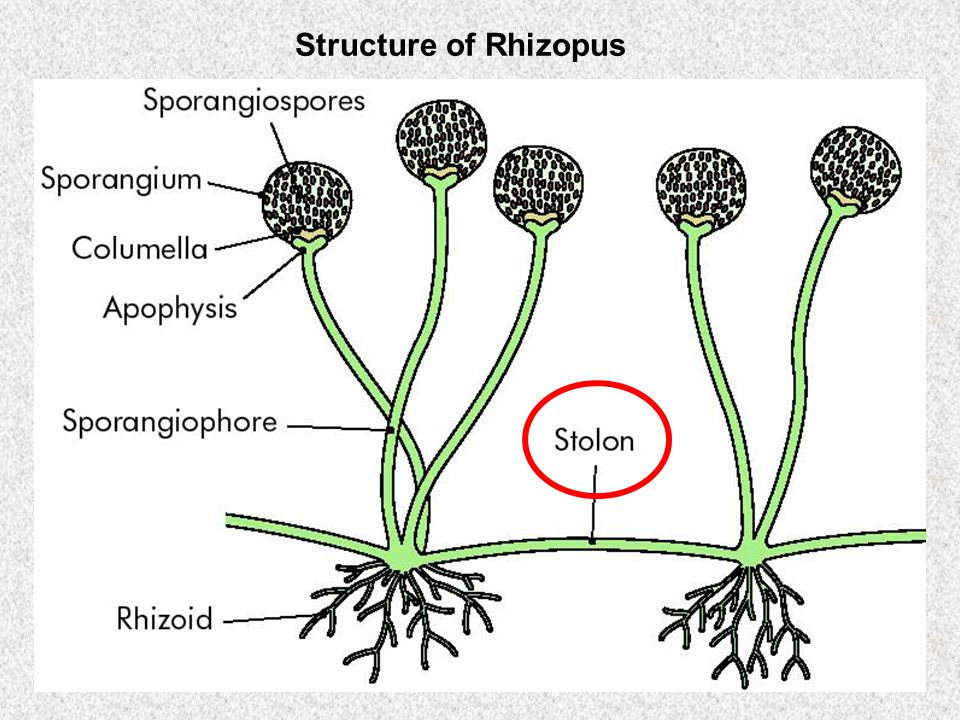 Structure of Rhizopus
Sporangiospores
Sporangium
Columella
Apophysis
Sporangiophore
Stolon
Rhizoid